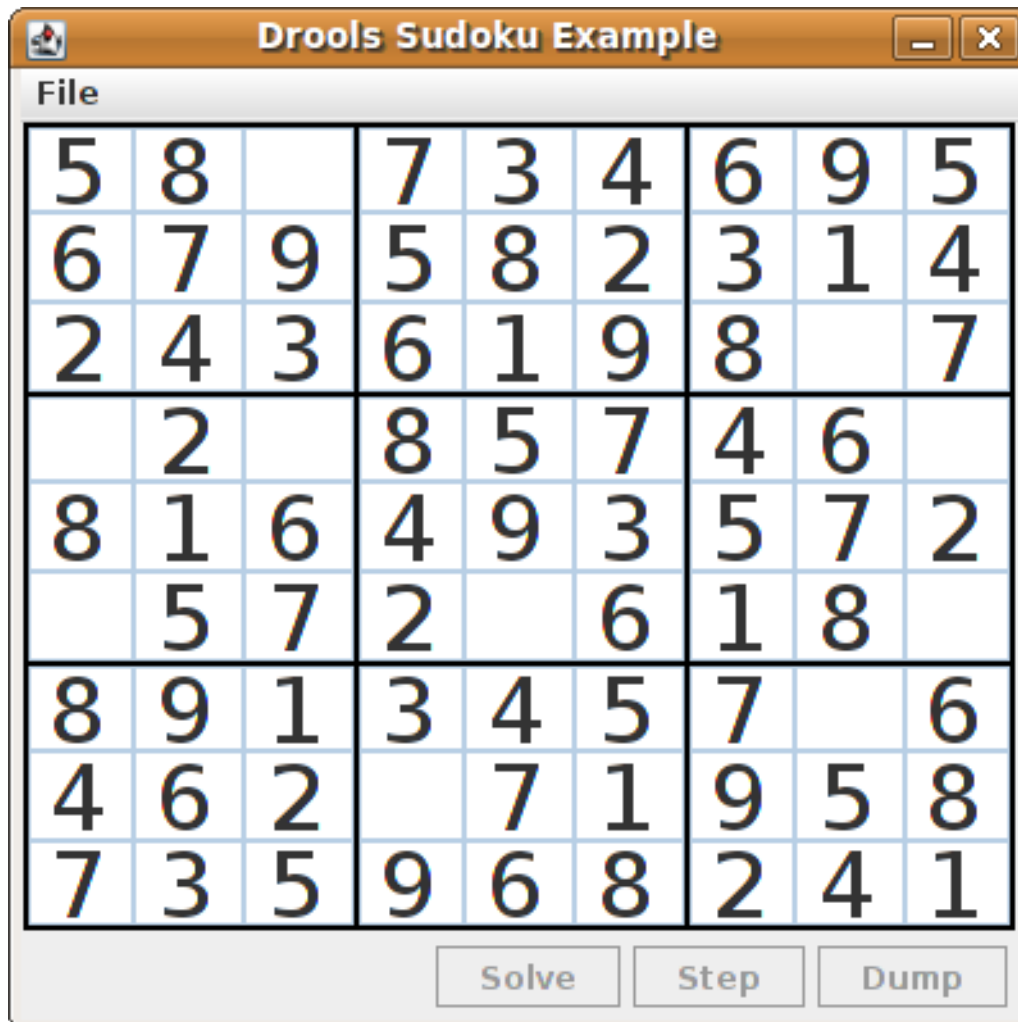 Drools Sudoku Example
File
5 8 7 3 4 6 9 5
6 7 9 5 8 2 3 1 4
2 4 3 6 1 9 8 7
2 8 5 7 4 6
8 1 6 4 9 3 5 7 2
5 7 2 6 1 8
8 9 1 3 4 5 7 6
4 6 2 7 1 9 5 8
7 3 5 9 6 8 2 4 1
Solve Step Dump